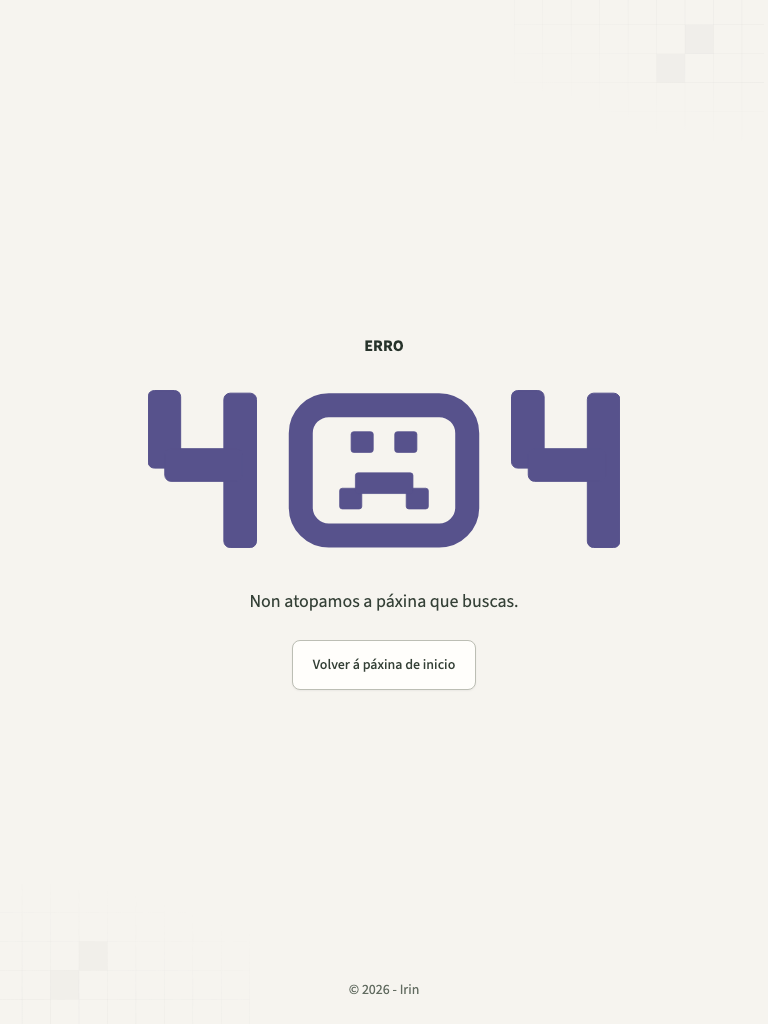 ERRO
404
Non atopamos a páxina que buscas.
Volver á páxina de inicio
© 2026 - Irin